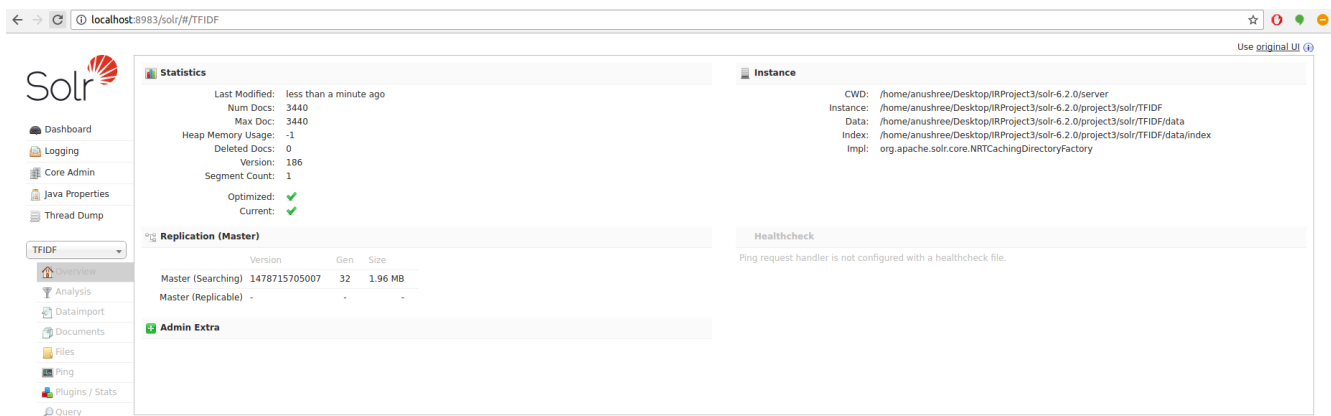 localhost:8983/solr/#/TFIDF
Use original UI
Solr
Dashboard
Logging
Core Admin
Java Properties
Thread Dump
TFIDF
Overview
Analysis
Dataimport
Documents
Files
Ping
Plugins / Stats
Query
Statistics
Last Modified: less than a minute ago
Num Docs: 3440
Max Doc: 3440
Heap Memory Usage: -1
Deleted Docs: 0
Version: 186
Segment Count: 1
Optimized:
Current:
Instance
CWD: /home/anushree/Desktop/IRProject3/solr-6.2.0/server
Instance: /home/anushree/Desktop/IRProject3/solr-6.2.0/project3/solr/TFIDF
Data: /home/anushree/Desktop/IRProject3/solr-6.2.0/project3/solr/TFIDF/data
Index: /home/anushree/Desktop/IRProject3/solr-6.2.0/project3/solr/TFIDF/data/index
Impl: org.apache.solr.core.NRTCachingDirectoryFactory
Replication (Master)
Version Gen Size
Master (Searching) 1478715705007 32 1.96 MB
Master (Replicable) - - -
Healthcheck
Ping request handler is not configured with a healthcheck file.
Admin Extra